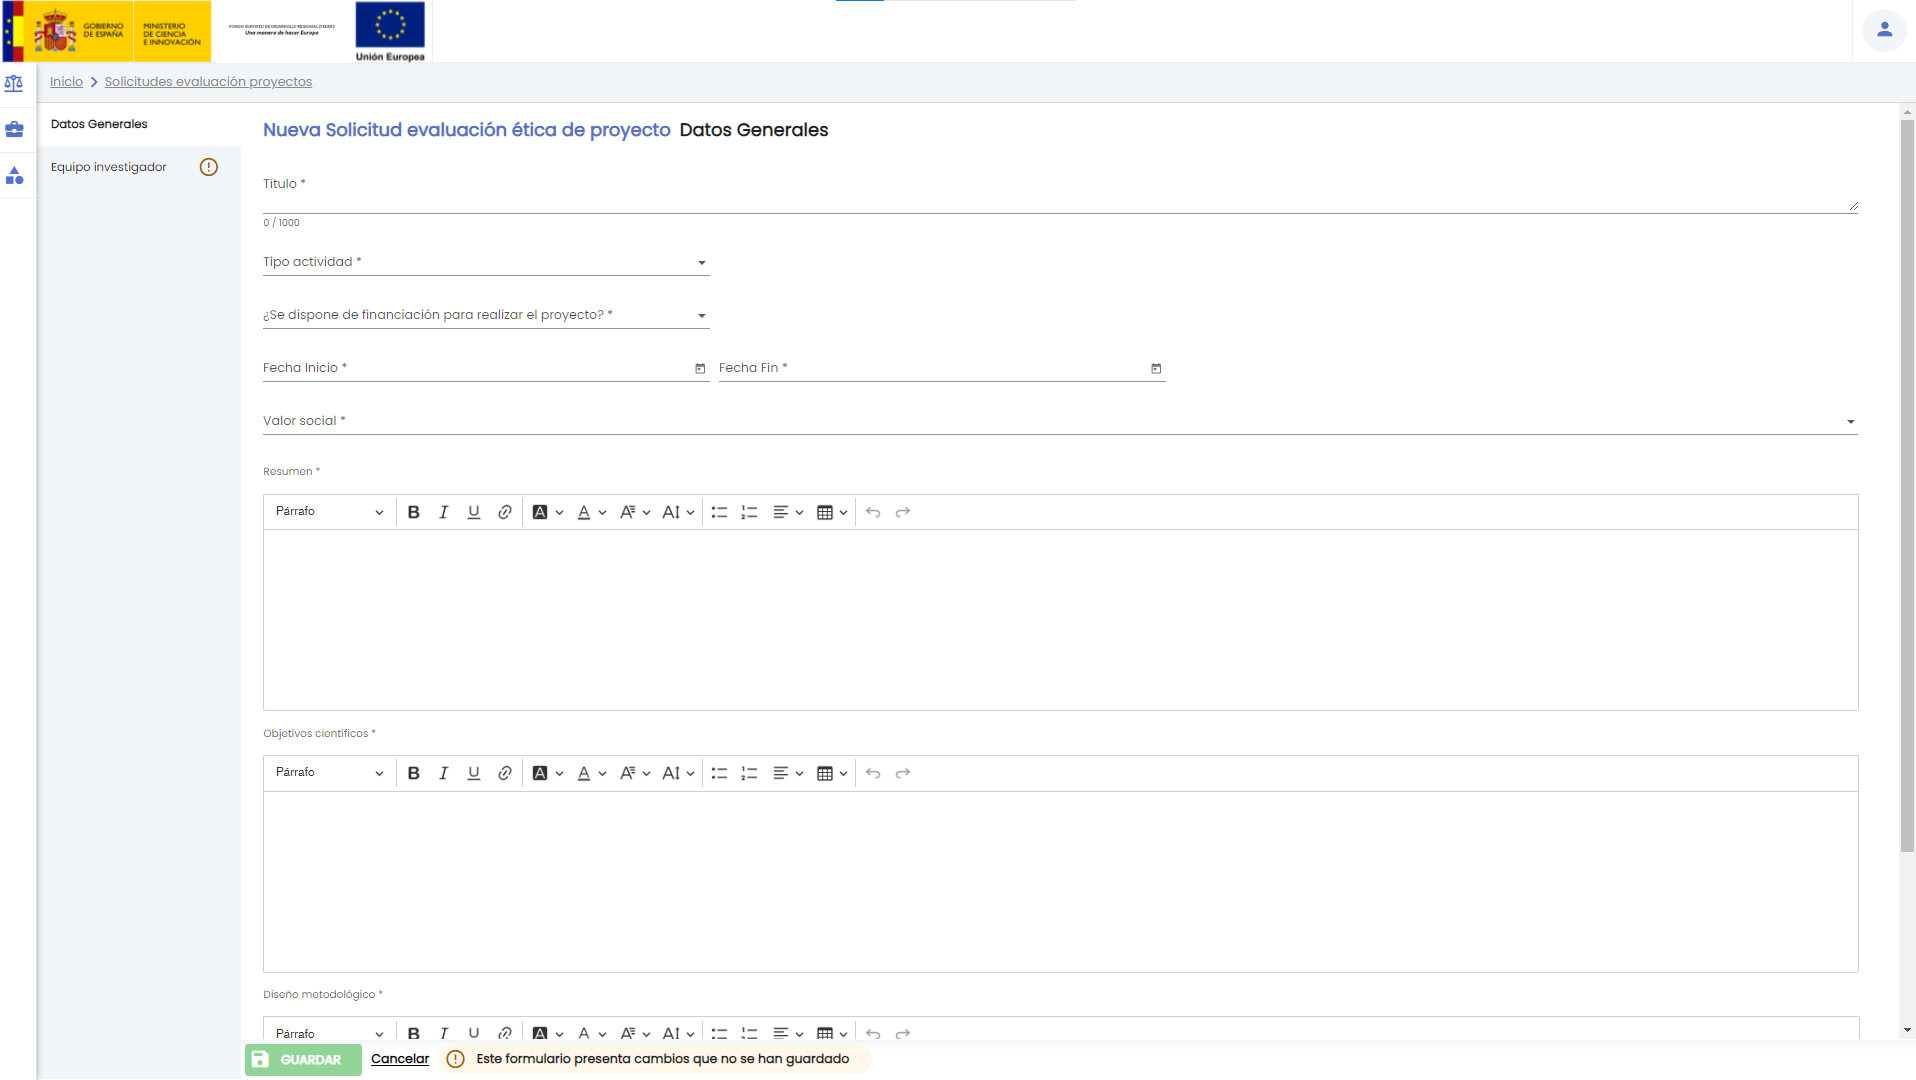 GOBIERNO
DE ESPAÑA
MINISTERIO
DE CIENCIA
E INNOVACIÓN
FONDO EUROPEO DE DESARROLLO REGIONAL (FEDER)
Una manera de hacer Europa
Unión Europea
Inicio
Solicitudes evaluación proyectos
Datos Generales
Equipo investigador
Nueva Solicitud evaluación ética de proyecto Datos Generales
Título *
0 / 1000
Tipo actividad *
¿Se dispone de financiación para realizar el proyecto? *
Fecha Inicio * Fecha Fin *
Valor social *
Resumen *
Párrafo
Objetivos científicos *
Párrafo
Diseño metodológico *
Párrafo
GUARDAR Cancelar Este formulario presenta cambios que no se han guardado